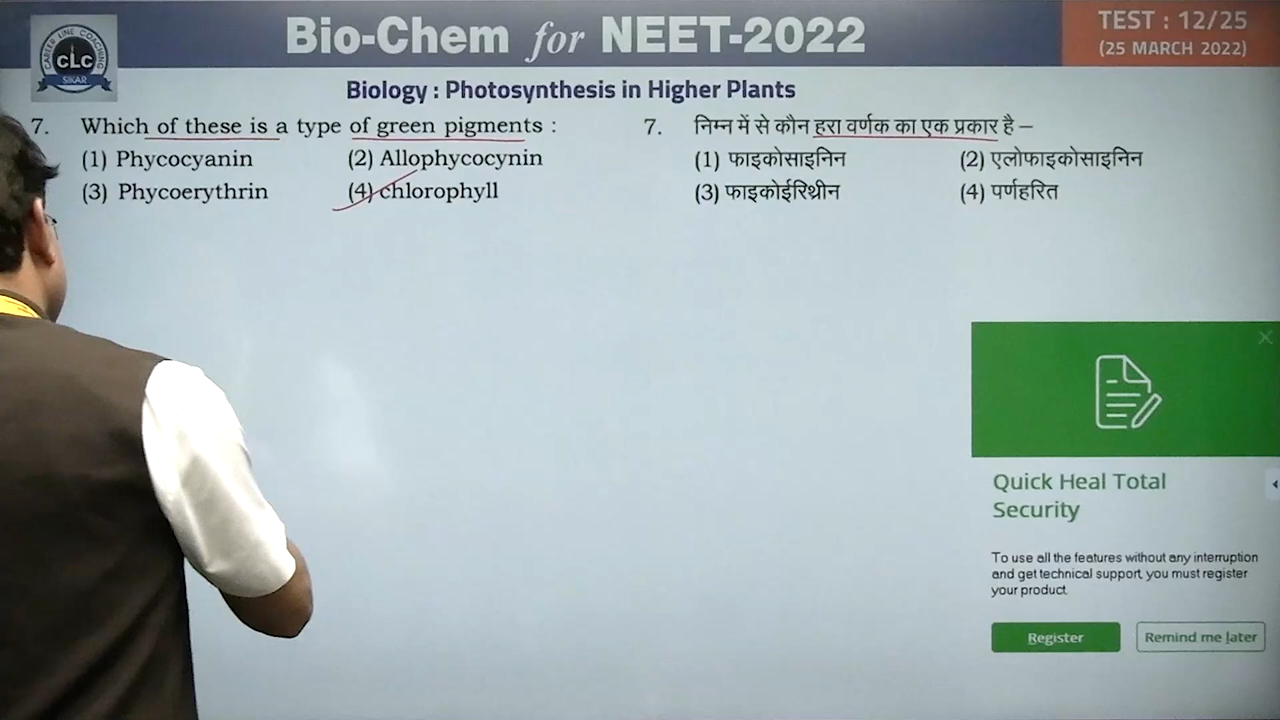 CAREER LINE COACHING
CLC
SIKAR
Bio-Chem for NEET-2022
TEST : 12/25
(25 MARCH 2022)
Biology : Photosynthesis in Higher Plants
7. Which of these is a type of green pigments :
(1) Phycocyanin (2) Allophycocynin
(3) Phycoerythrin (4) chlorophyll
7. निम्न में से कौन हरा वर्णक का एक प्रकार है –
(1) फाइकोसाइनिन (2) एलोफाइकोसाइनिन
(3) फाइकोईरिथ्रीन (4) पर्णहरित
Quick Heal Total
Security
To use all the features without any interruption
and get technical support, you must register
your product.
Register Remind me later